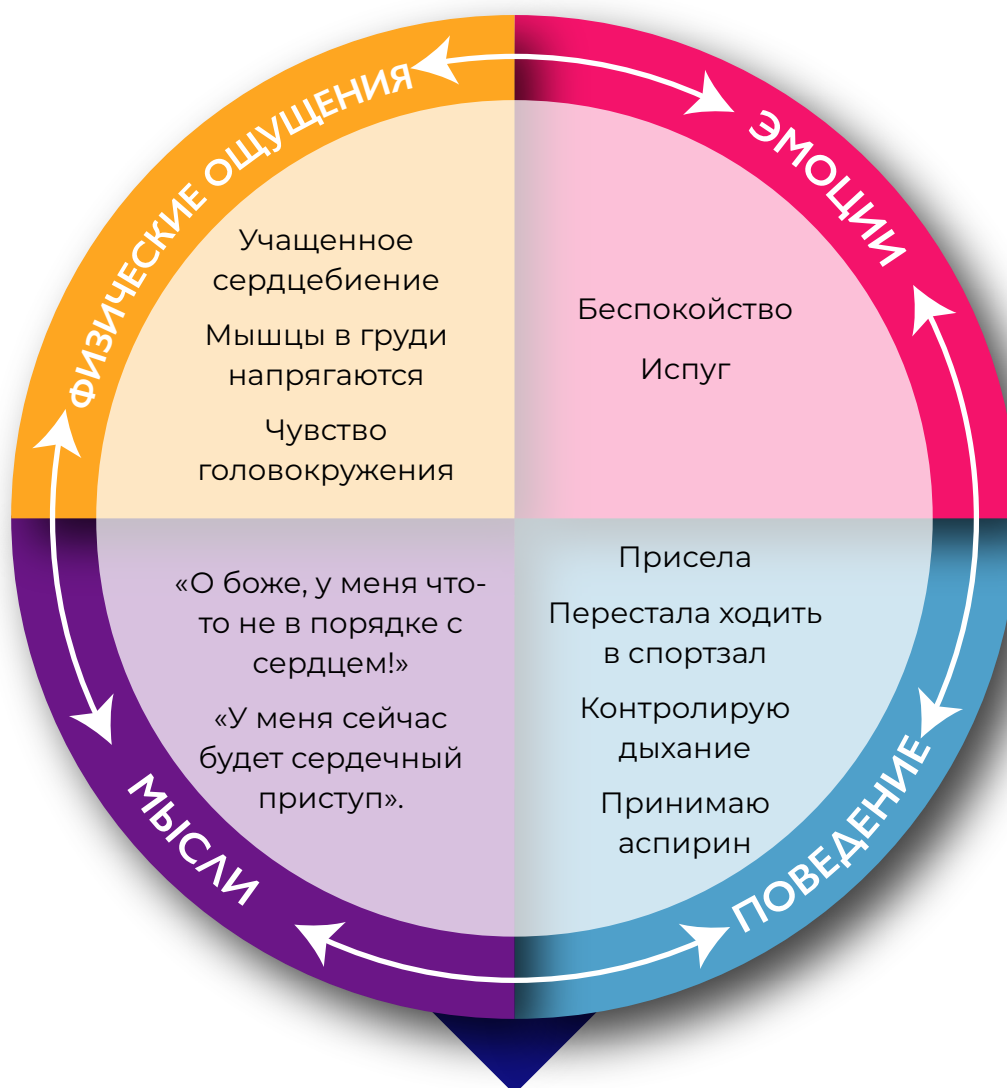 ФИЗИЧЕСКИЕ ОЩУЩЕНИЯ
Учащенное
сердцебиение
Мышцы в груди
напрягаются
Чувство
головокружения
ЭМОЦИИ
Беспокойство
Испуг
«О боже, у меня что-
то не в порядке с
сердцем!»
«У меня сейчас
будет сердечный
приступ».
МЫСЛИ
Присела
Перестала ходить
в спортзал
Контролирую
дыхание
Принимаю
аспирин
ПОВЕДЕНИЕ